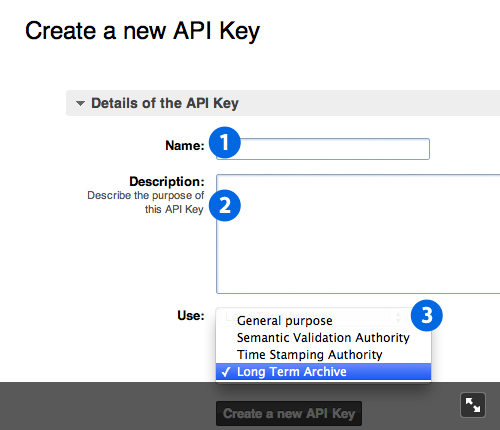 Create a new API Key
Details of the API Key
Name: 1
Description: 2
Describe the purpose of
this API Key
Use: 3
General purpose
Semantic Validation Authority
Time Stamping Authority
✓ Long Term Archive
Create a new API Key